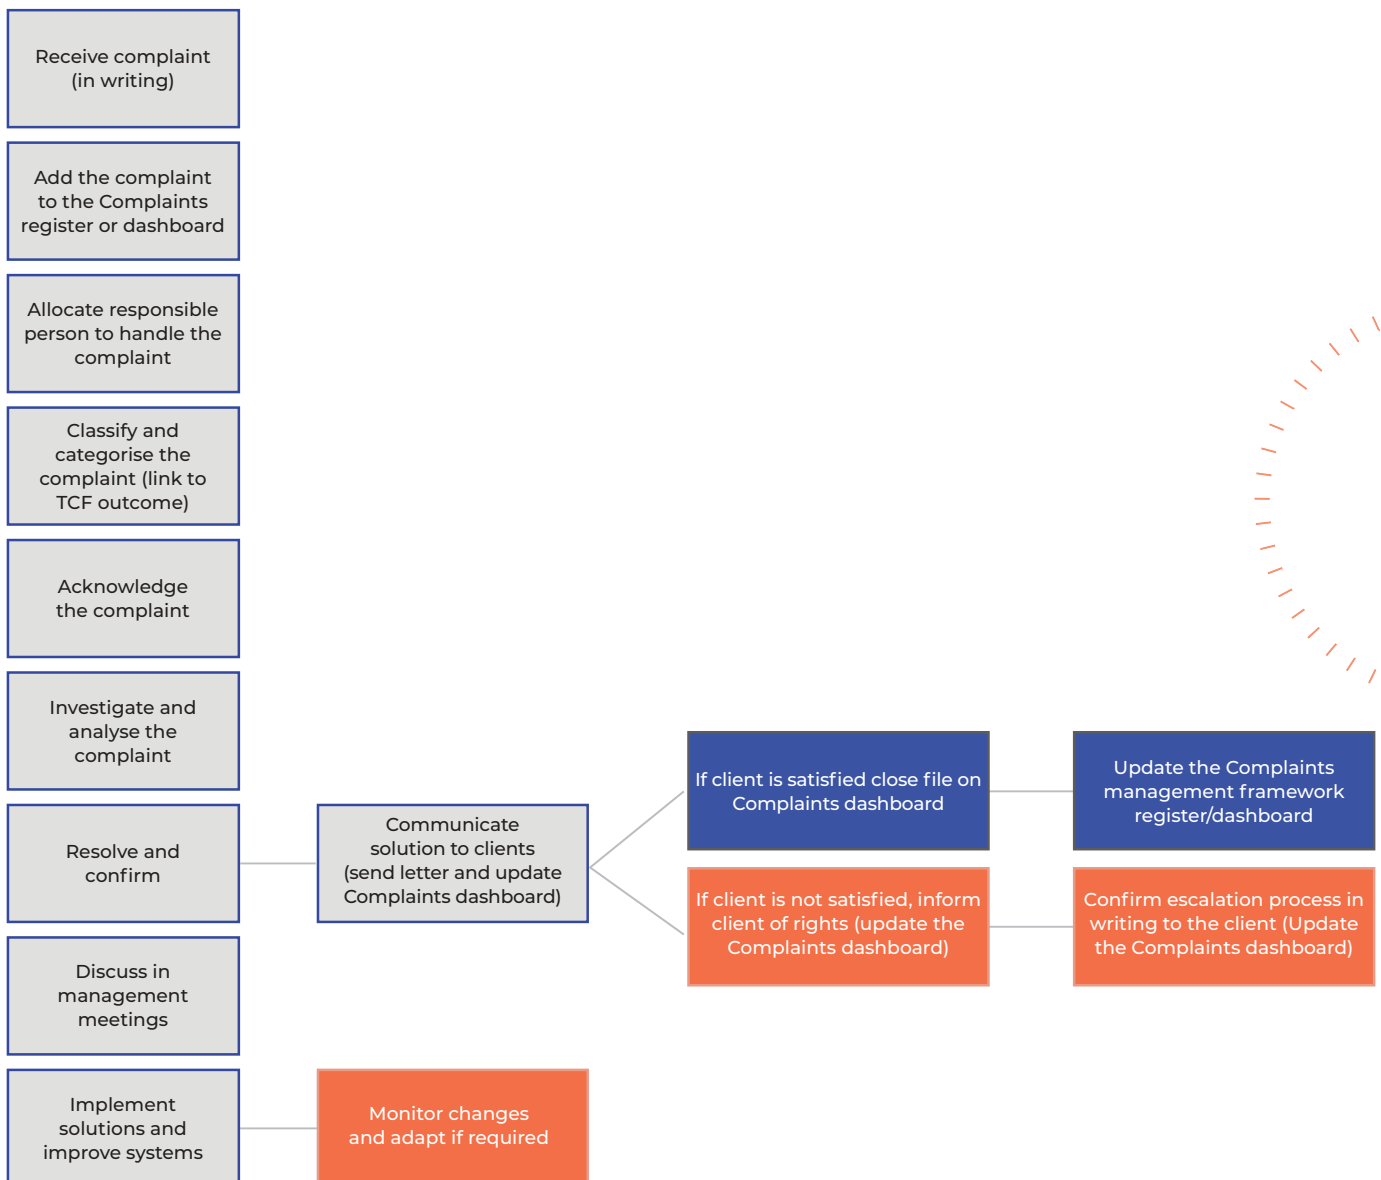 Receive complaint
(in writing)
Add the complaint
to the Complaints
register or dashboard
Allocate responsible
person to handle the
complaint
Classify and
categorise the
complaint (link to
TCF outcome)
Acknowledge
the complaint
Investigate and
analyse the
complaint
Resolve and
confirm
Communicate
solution to clients
(send letter and update
Complaints dashboard)
If client is satisfied close file on
Complaints dashboard
Update the Complaints
management framework
register/dashboard
If client is not satisfied, inform
client of rights (update the
Complaints dashboard)
Confirm escalation process in
writing to the client (Update
the Complaints dashboard)
Discuss in
management
meetings
Implement
solutions and
improve systems
Monitor changes
and adapt if required